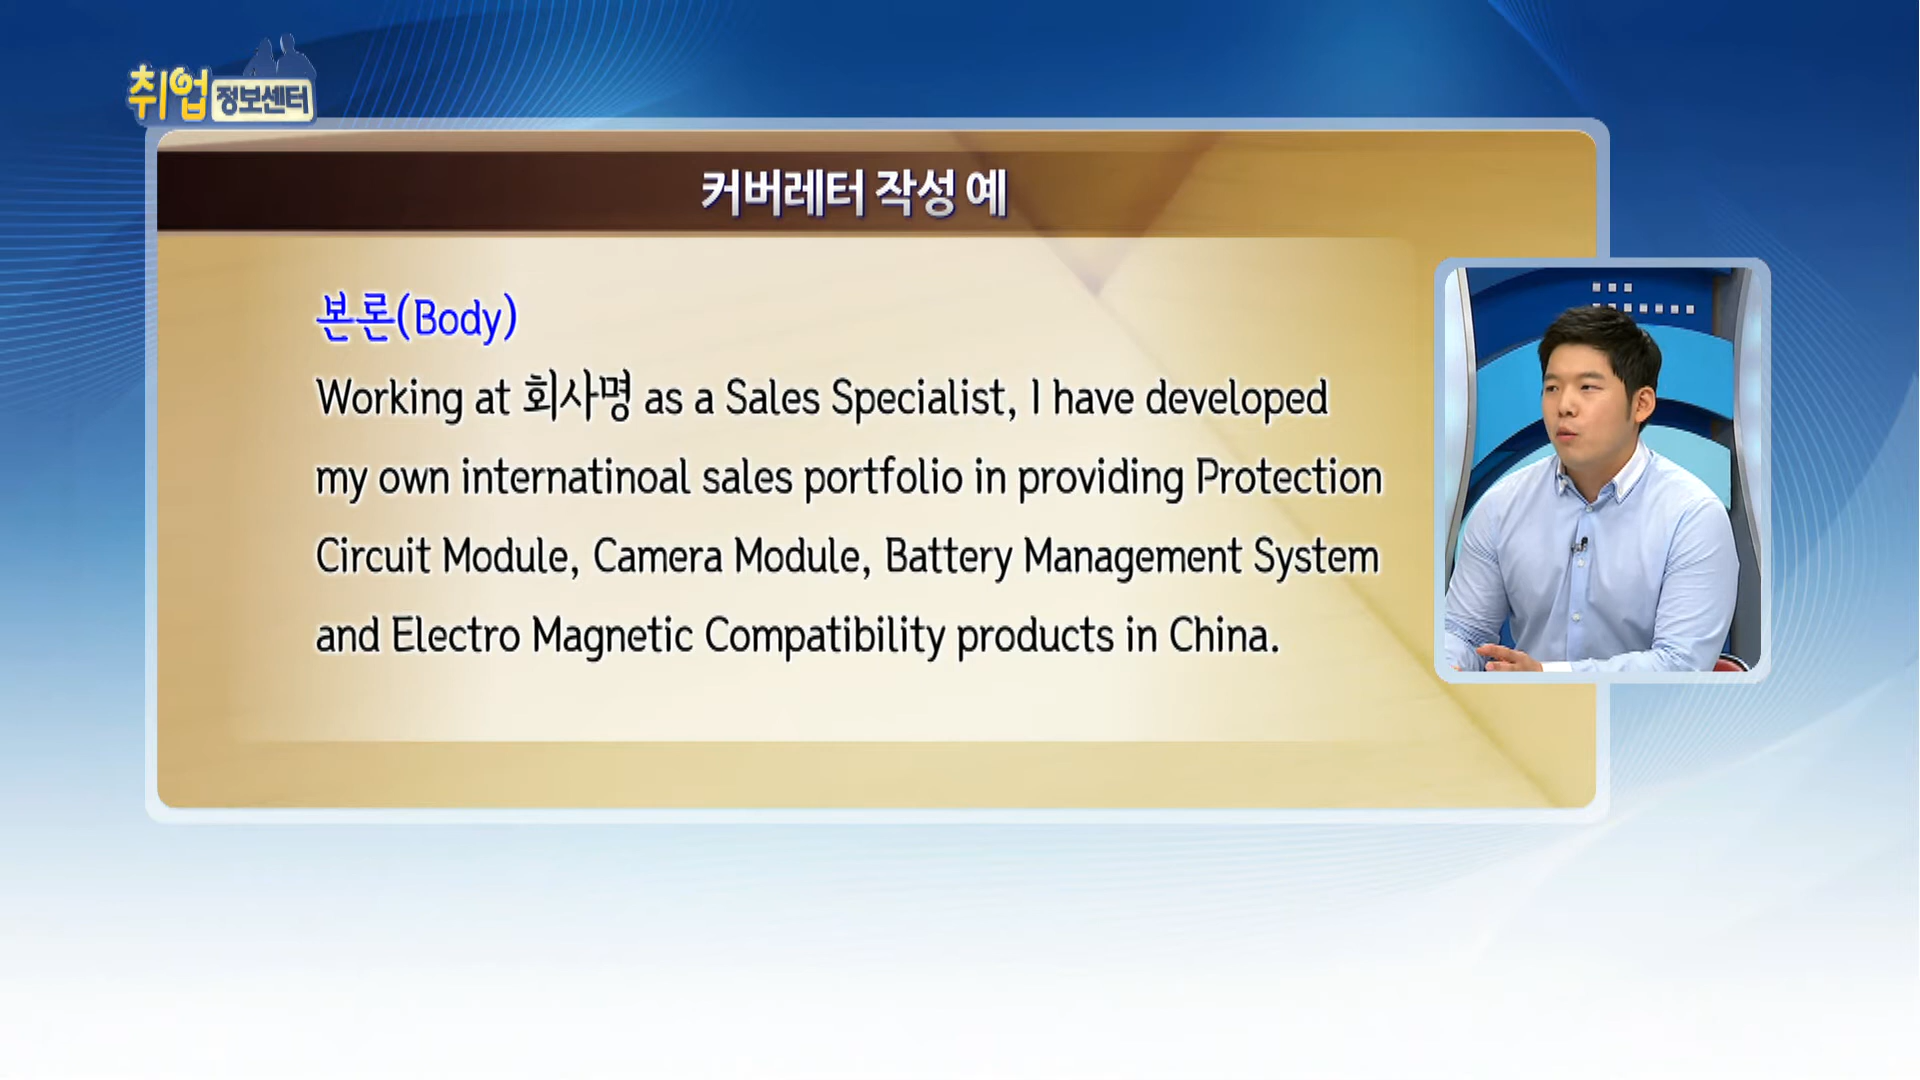 취업 정보센터
커버레터 작성 예
본론(Body)
Working at 회사명 as a Sales Specialist, I have developed
my own internatinoal sales portfolio in providing Protection
Circuit Module, Camera Module, Battery Management System
and Electro Magnetic Compatibility products in China.